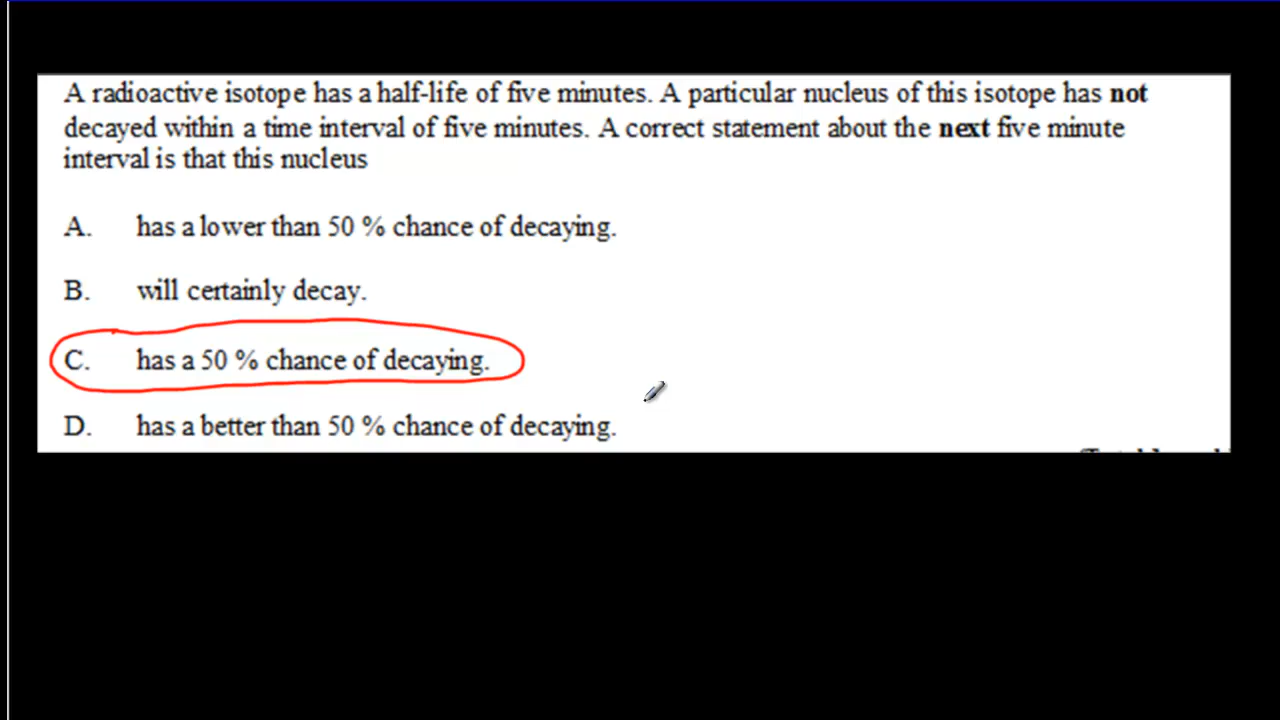 A radioactive isotope has a half-life of five minutes. A particular nucleus of this isotope has not
decayed within a time interval of five minutes. A correct statement about the next five minute
interval is that this nucleus
A. has a lower than 50 % chance of decaying.
B. will certainly decay.
C. has a 50 % chance of decaying.
D. has a better than 50 % chance of decaying.